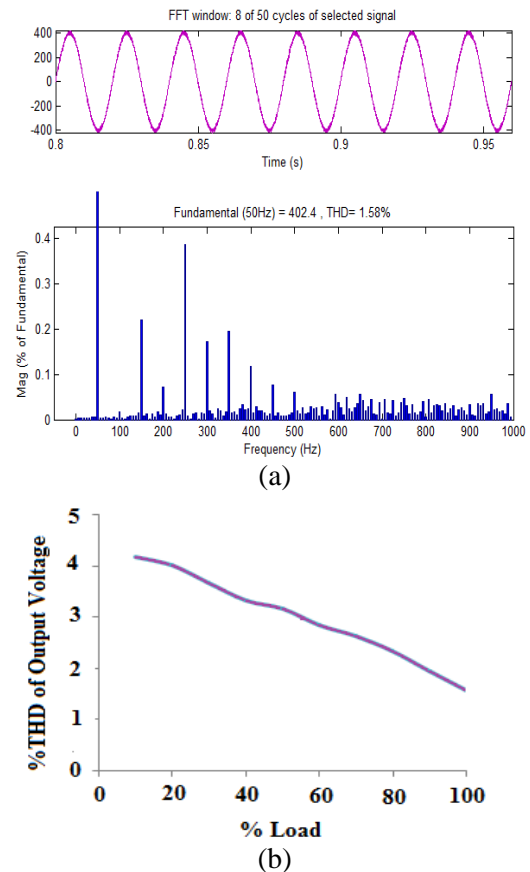 FFT window: 8 of 50 cycles of selected signal
400
200
0
-200
-400
0.8 0.85 0.9 0.95
Time (s)
Fundamental (50Hz) = 402.4 , THD= 1.58%
Mag (% of Fundamental)
0.4
0.3
0.2
0.1
0
0 100 200 300 400 500 600 700 800 900 1000
Frequency (Hz)
(a)
%THD of Output Voltage
5
4
3
2
1
0
0 20 40 60 80 100
% Load
(b)